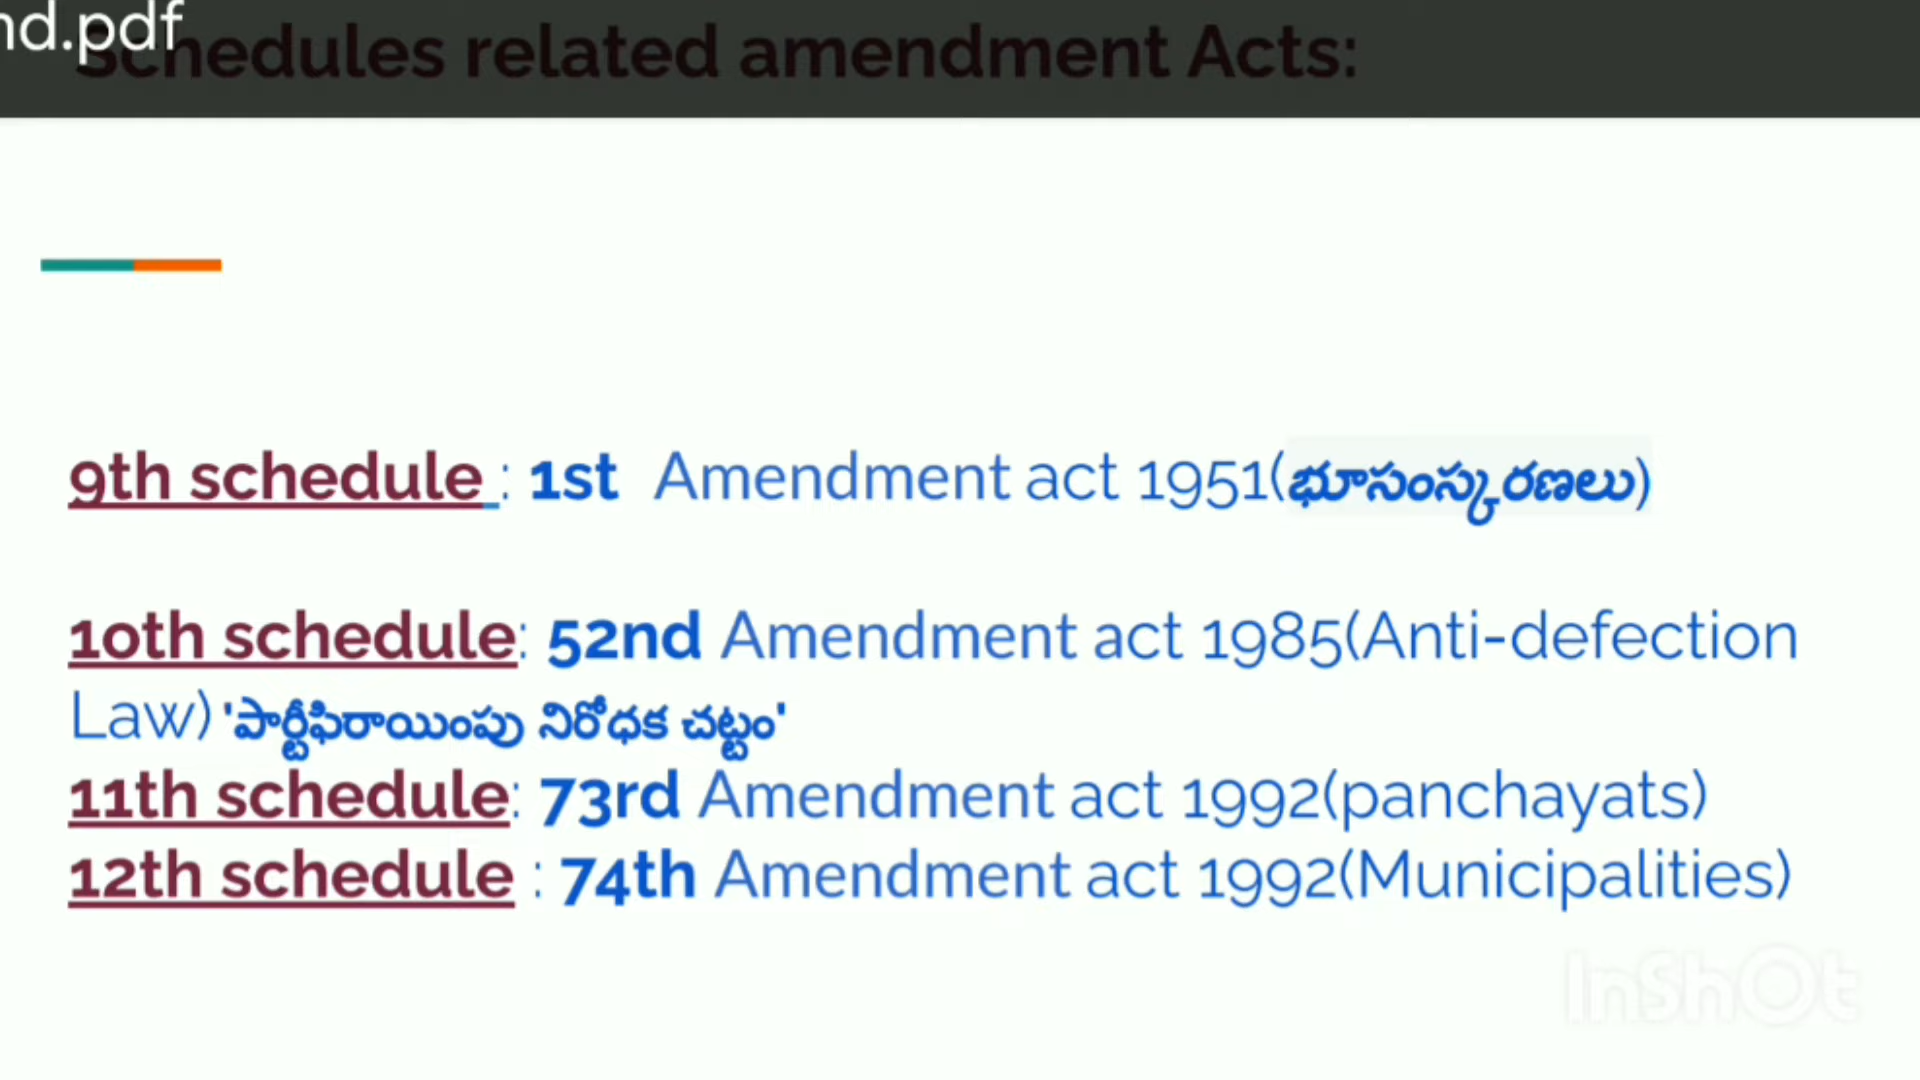 nd.pdf
Schedules related amendment Acts:
9th schedule : 1st Amendment act 1951(భూసంస్కరణలు)
10th schedule: 52nd Amendment act 1985(Anti-defection
Law) 'పార్టీఫిరాయింపు నిరోధక చట్టం'
11th schedule: 73rd Amendment act 1992(panchayats)
12th schedule : 74th Amendment act 1992(Municipalities)
InShOt